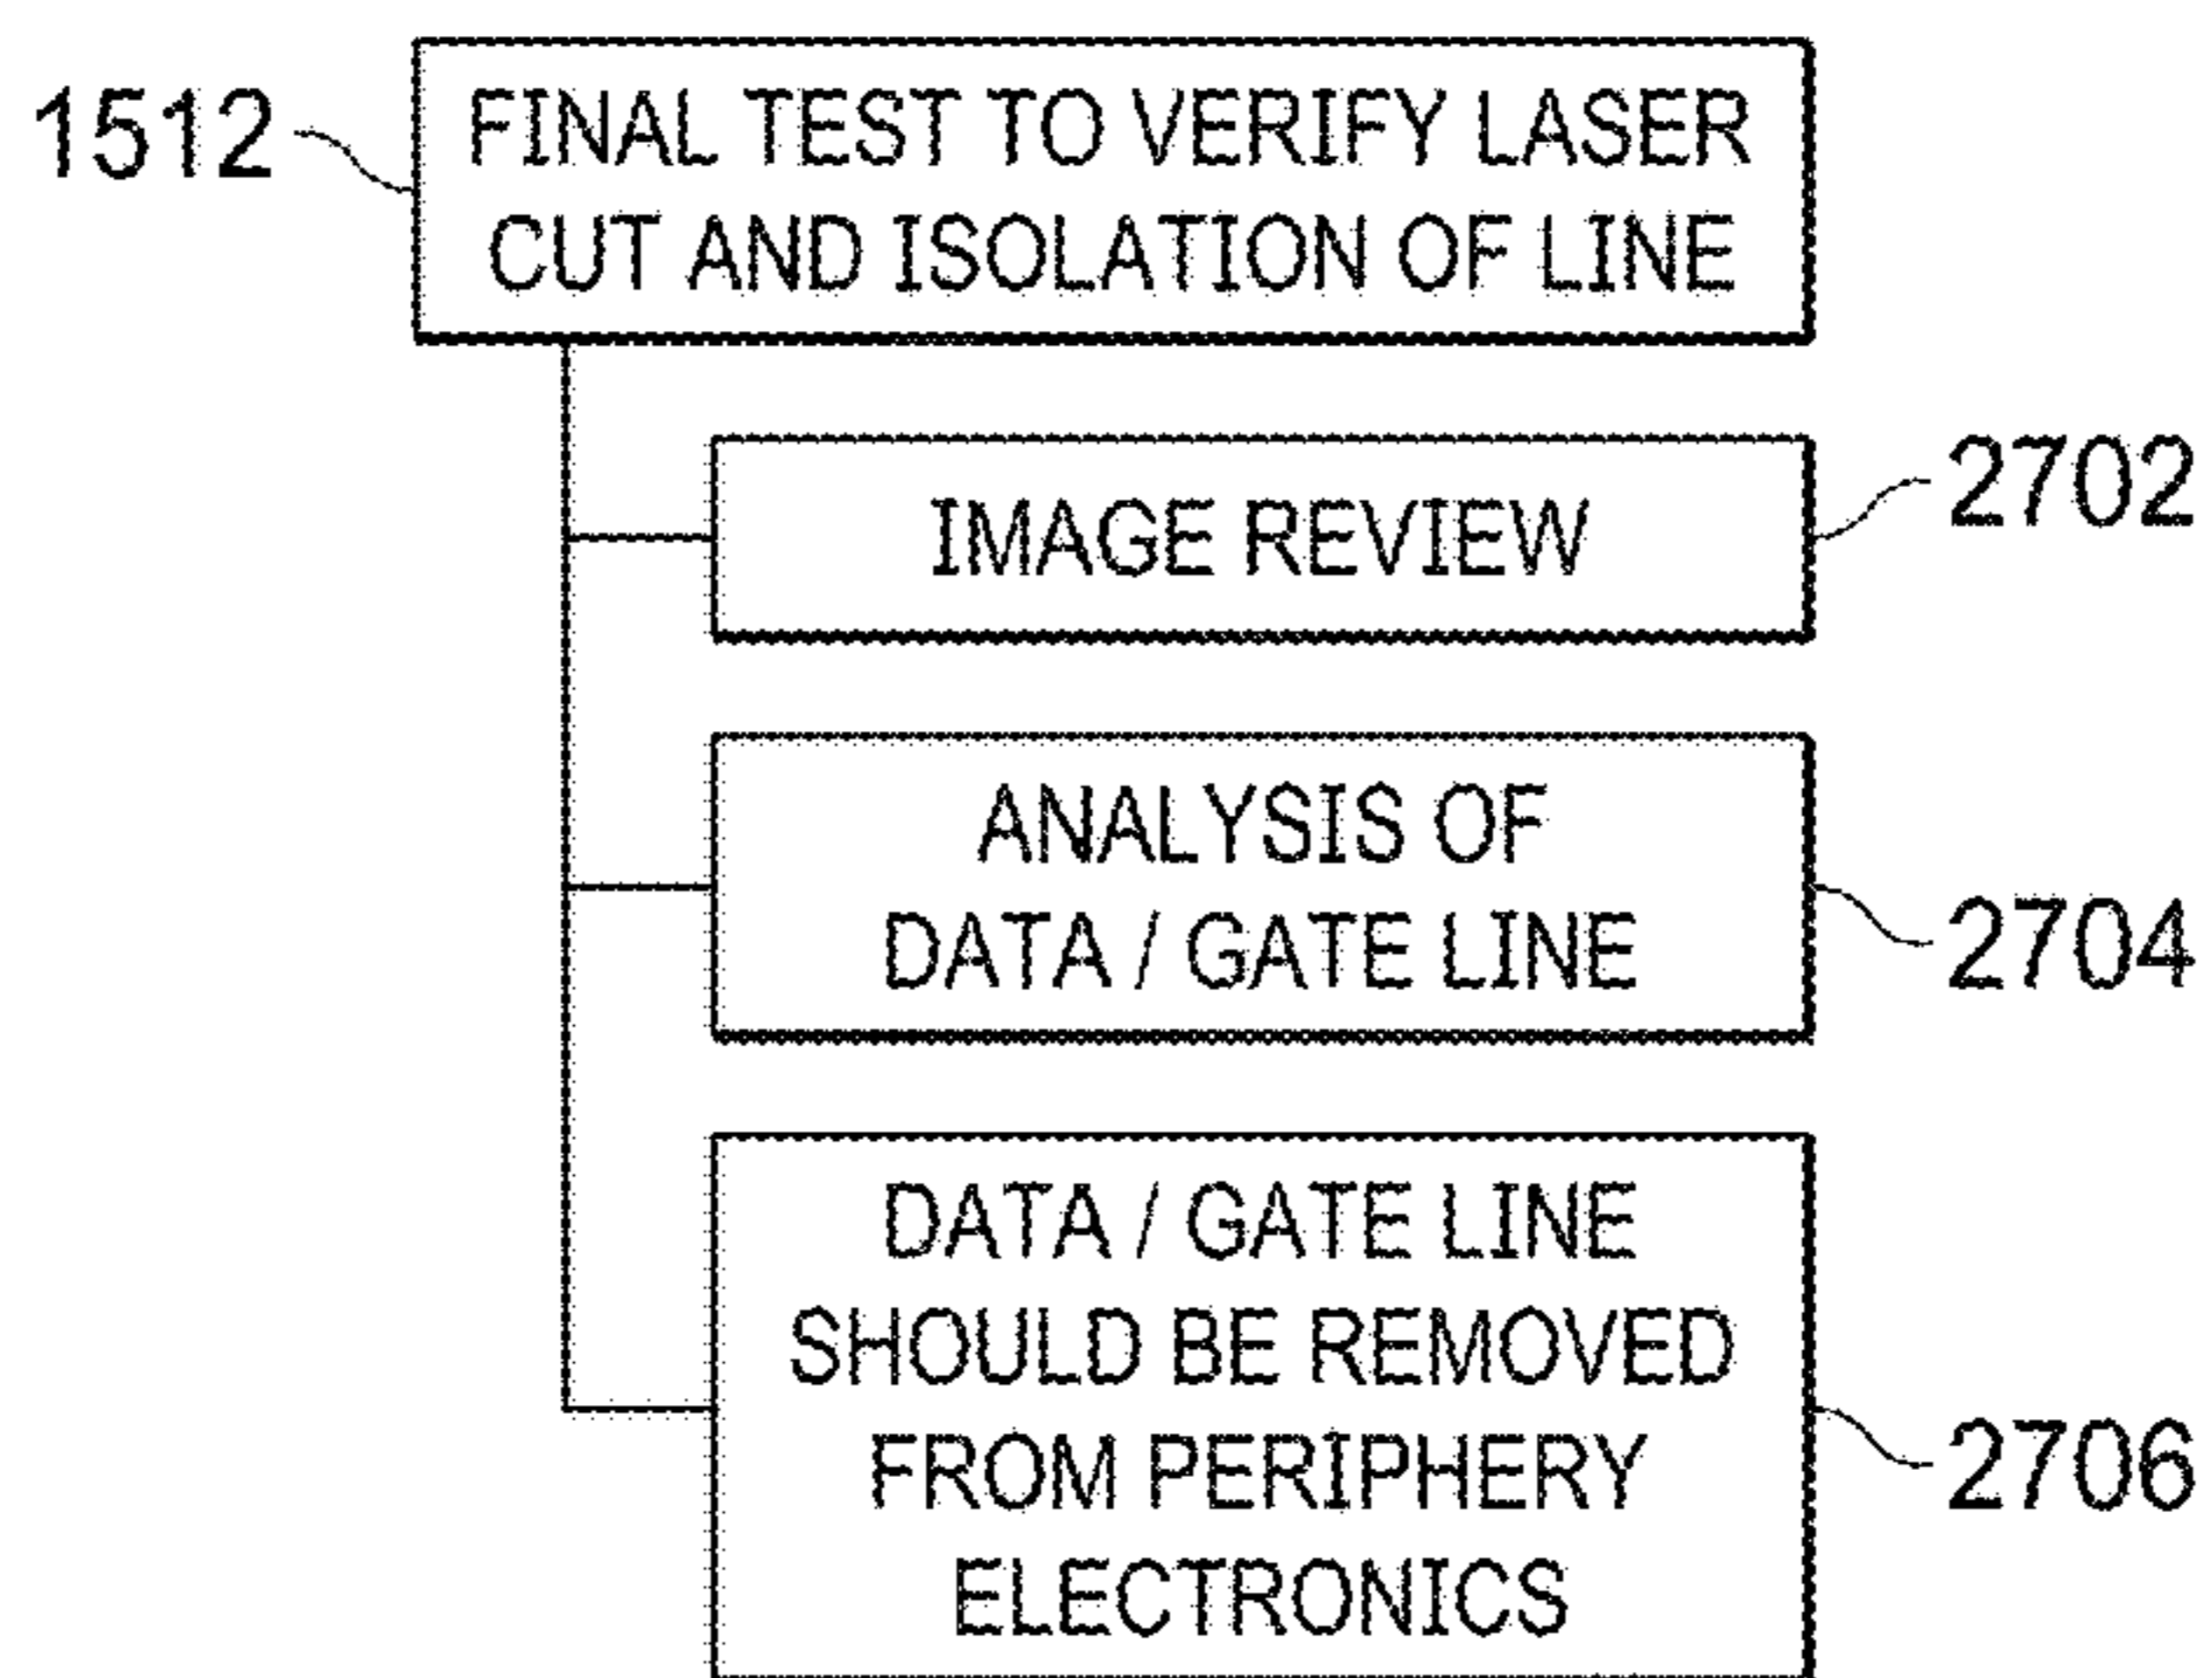 1512
FINAL TEST TO VERIFY LASER
CUT AND ISOLATION OF LINE
IMAGE REVIEW
2702
ANALYSIS OF
DATA / GATE LINE
2704
DATA / GATE LINE
SHOULD BE REMOVED
FROM PERIPHERY
ELECTRONICS
2706